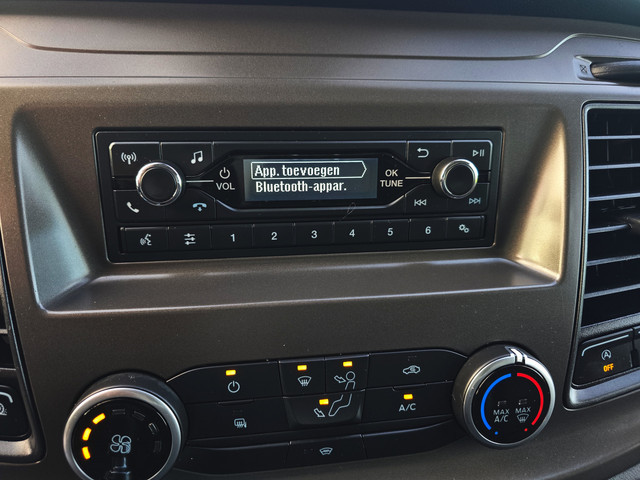 App. toevoegen
Bluetooth-appar.
VOL
OK
TUNE
1 2 3 4 5 6
A/C
MAX A/C
MAX
OFF